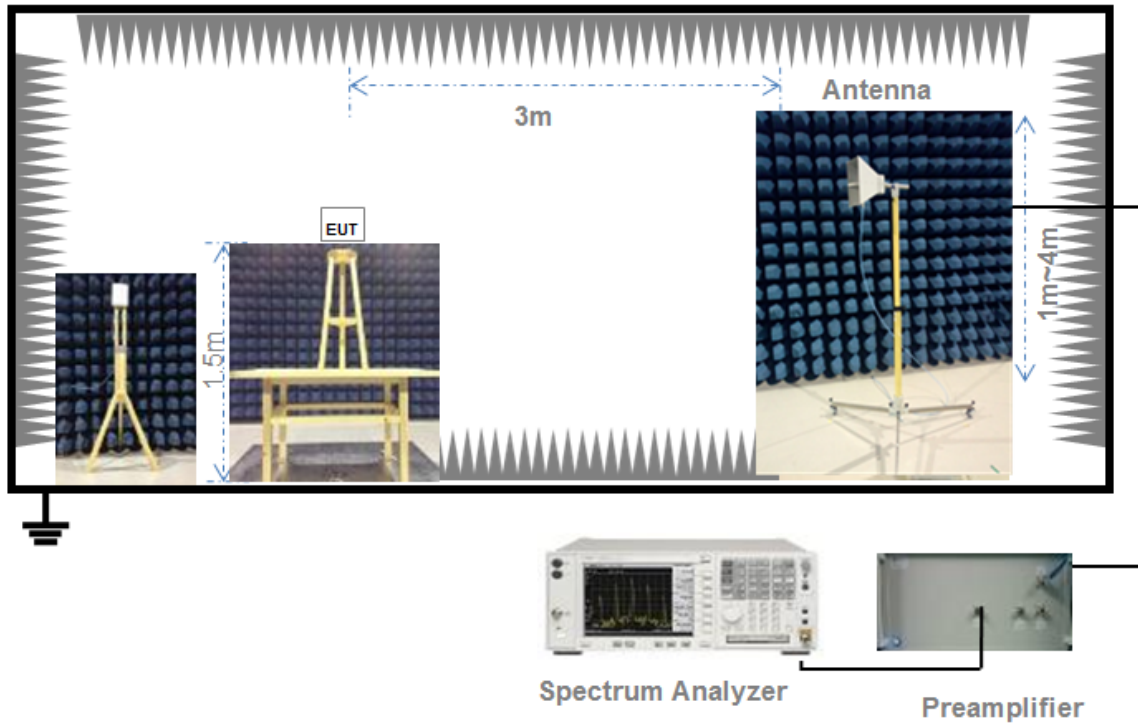 Antenna
3m
EUT
1.5m
1m~4m
Spectrum Analyzer
Preamplifier